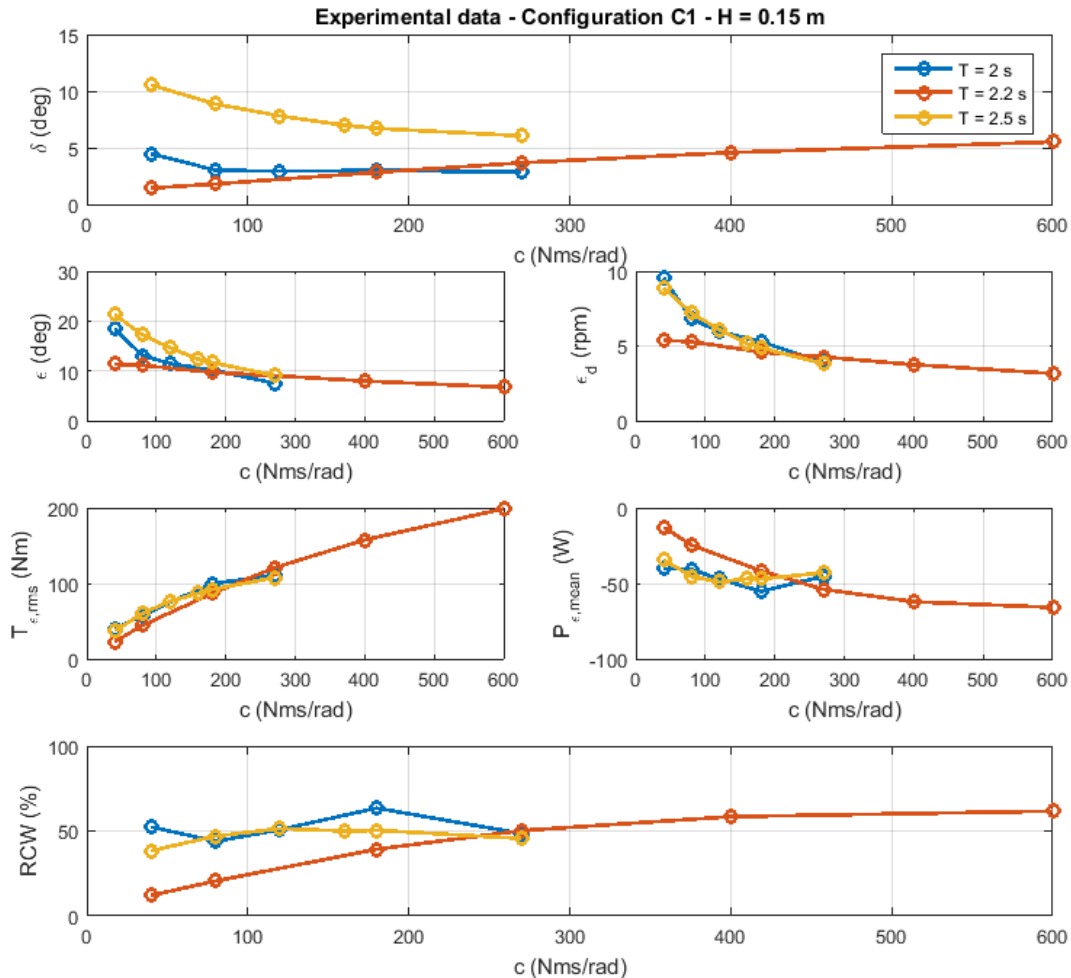 Experimental data - Configuration C1 - H = 0.15 m
15
10
5
0
δ (deg)
T = 2 s
T = 2.2 s
T = 2.5 s
0 100 200 300 400 500 600
c (Nms/rad)
30
20
10
0
ϵ (deg)
0 100 200 300 400 500 600
c (Nms/rad)
10
5
0
ϵd (rpm)
0 100 200 300 400 500 600
c (Nms/rad)
200
100
0
Tϵ,rms (Nm)
0 100 200 300 400 500 600
c (Nms/rad)
0
-50
-100
Pϵ,mean (W)
0 100 200 300 400 500 600
c (Nms/rad)
100
50
0
RCW (%)
0 100 200 300 400 500 600
c (Nms/rad)